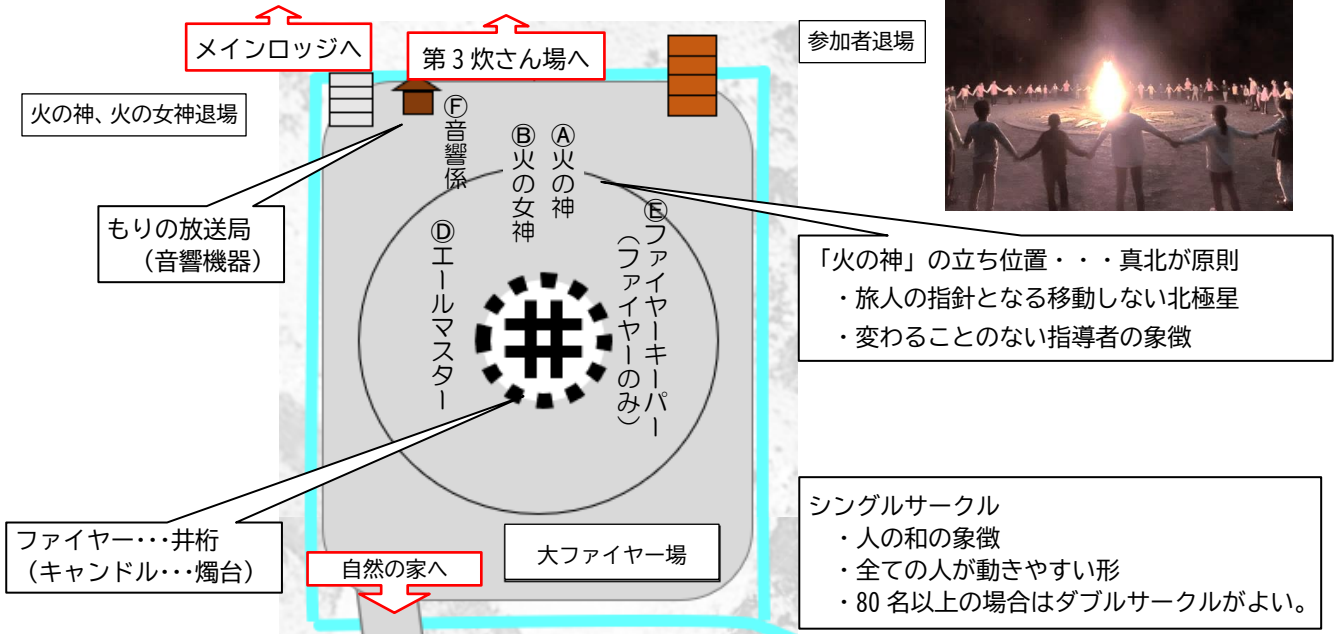 メインロッジへ
第3炊さん場へ
参加者退場
火の神、火の女神退場
Ⓕ音響係
Ⓑ火の女神
Ⓐ火の神
Ⓔファイヤーキーパー
（ファイヤーのみ）
Ⓓエールマスター
もりの放送局
（音響機器）
「火の神」の立ち位置・・・真北が原則
・旅人の指針となる移動しない北極星
・変わることのない指導者の象徴
ファイヤー･･･井桁
（キャンドル･･･燭台）
自然の家へ
大ファイヤー場
シングルサークル
・人の和の象徴
・全ての人が動きやすい形
・80名以上の場合はダブルサークルがよい。